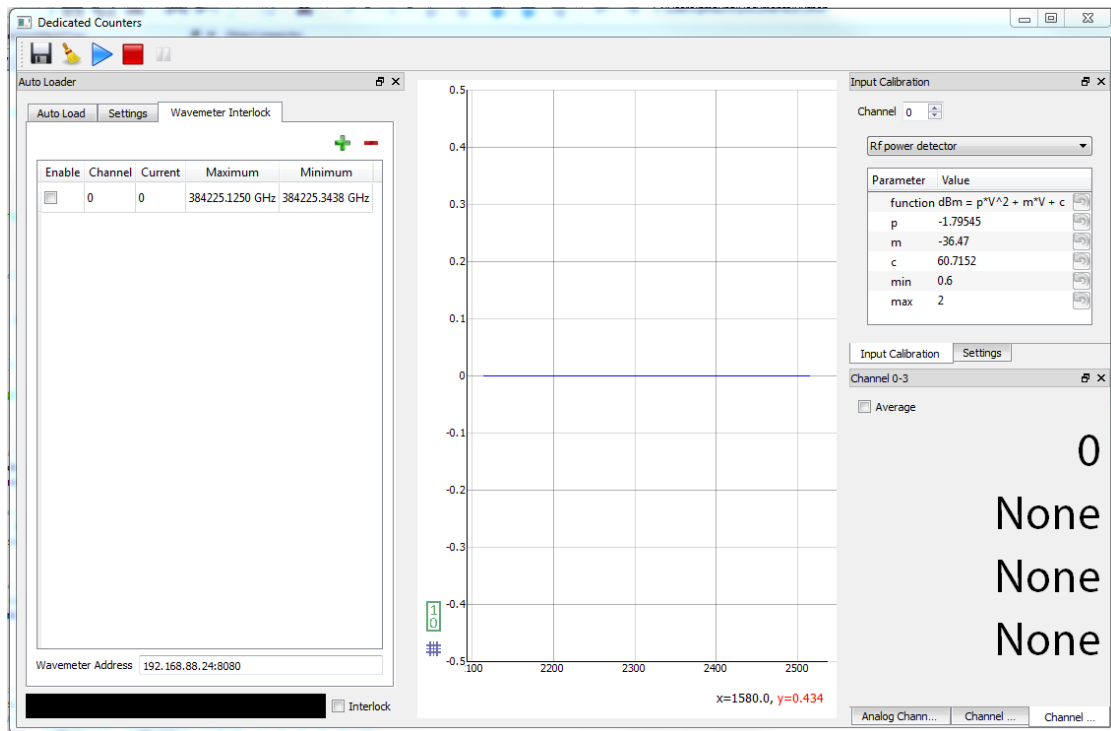 Dedicated Counters
Auto Loader
Auto Load Settings Wavemeter Interlock
Enable Channel Current Maximum Minimum
0 0 384225.1250 GHz 384225.3438 GHz
Wavemeter Address 192.168.88.24:8080
Interlock
0.5
0.4
0.3
0.2
0.1
0
-0.1
-0.2
-0.3
-0.4
-0.5
100 2200 2300 2400 2500
1
0
x=1580.0, y=0.434
Input Calibration
Channel 0
Rf power detector
Parameter Value
function dBm = p*V^2 + m*V + c
p -1.79545
m -36.47
c 60.7152
min 0.6
max 2
Input Calibration Settings
Channel 0-3
Average
0
None
None
None
Analog Chann... Channel ... Channel ...